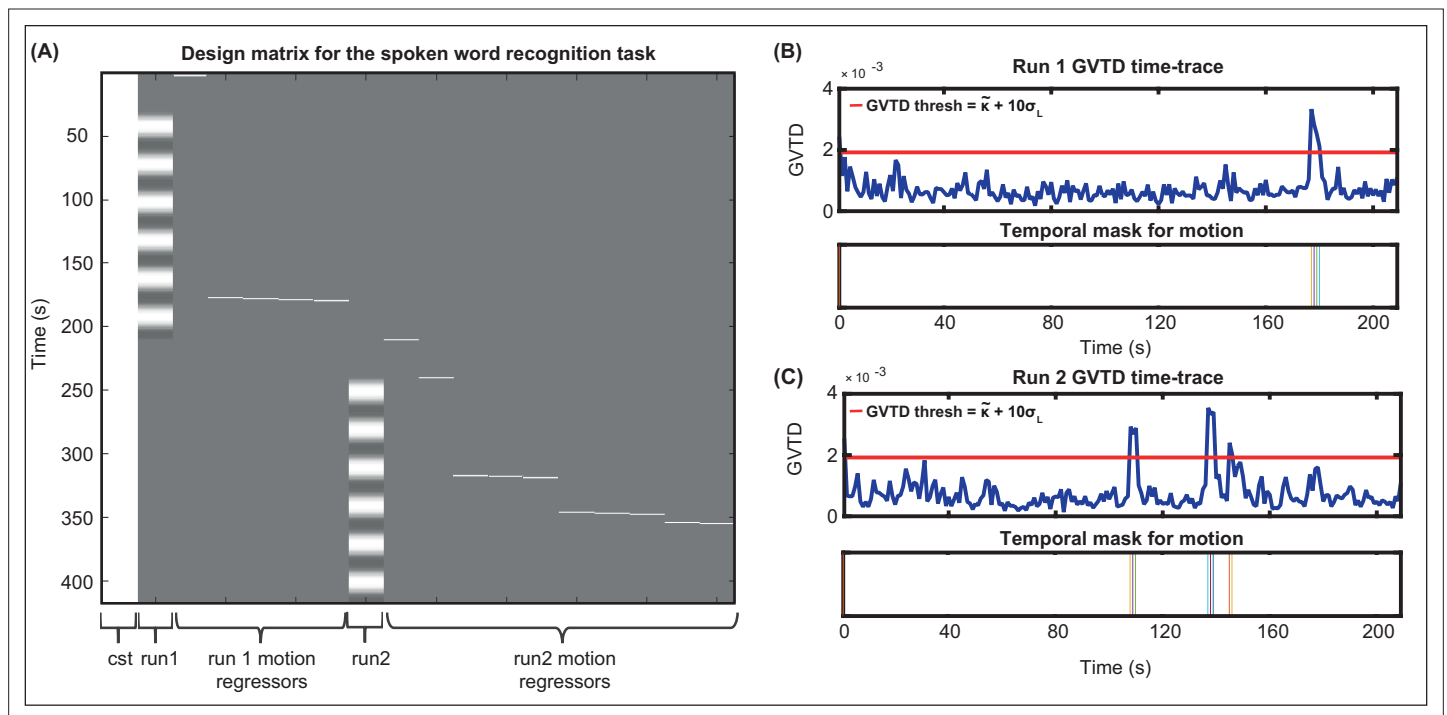 (A)
Design matrix for the spoken word recognition task
Time (s)
50
100
150
200
250
300
350
400
cst
run1
run 1 motion
regressors
run2
run2 motion
regressors
(B)
Run 1 GVTD time-trace
× 10 -3
GVTD
4
2
0
GVTD thresh = κ̃ + 10σL
Temporal mask for motion
0 40 80 120 160 200
Time (s)
(C)
Run 2 GVTD time-trace
× 10 -3
GVTD
4
2
0
GVTD thresh = κ̃ + 10σL
Temporal mask for motion
0 40 80 120 160 200
Time (s)